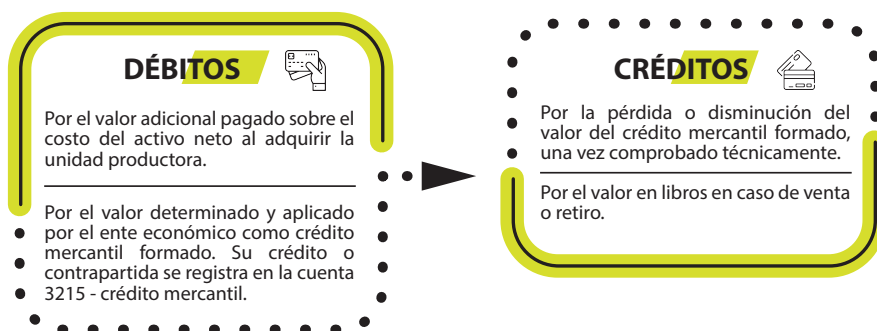 DÉBITOS
Por el valor adicional pagado sobre el
costo del activo neto al adquirir la
unidad productora.
Por el valor determinado y aplicado
por el ente económico como crédito
mercantil formado. Su crédito o
contrapartida se registra en la cuenta
3215 - crédito mercantil.
CRÉDITOS
Por la pérdida o disminución del
valor del crédito mercantil formado,
una vez comprobado técnicamente.
Por el valor en libros en caso de venta
o retiro.